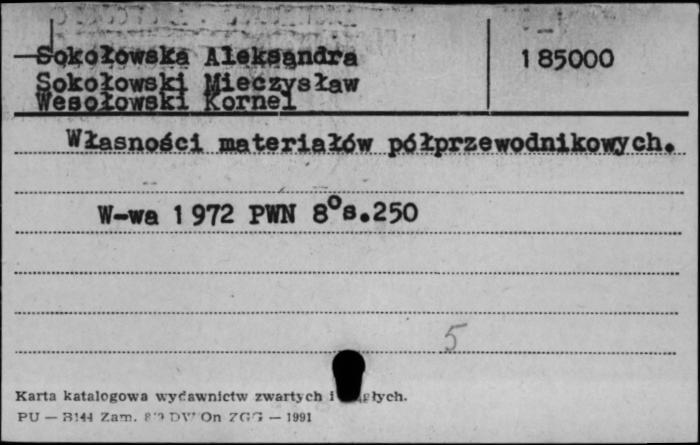 Sokołowska Aleksandra 185000
Sokołowski Mieczysław
Wesołowski Kornel
Własności materiałów półprzewodnikowych.
W-wa 1972 PWN 8° s.250
5
Karta katalogowa wydawnictw zwartych i
PU — B144 Zam. DW On ZGG — 1991